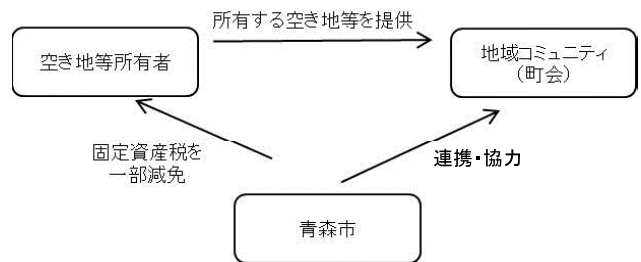 所有する空き地等を提供
空き地等所有者
地域コミュニティ
（町会）
固定資産税を
一部減免
連携・協力
青森市